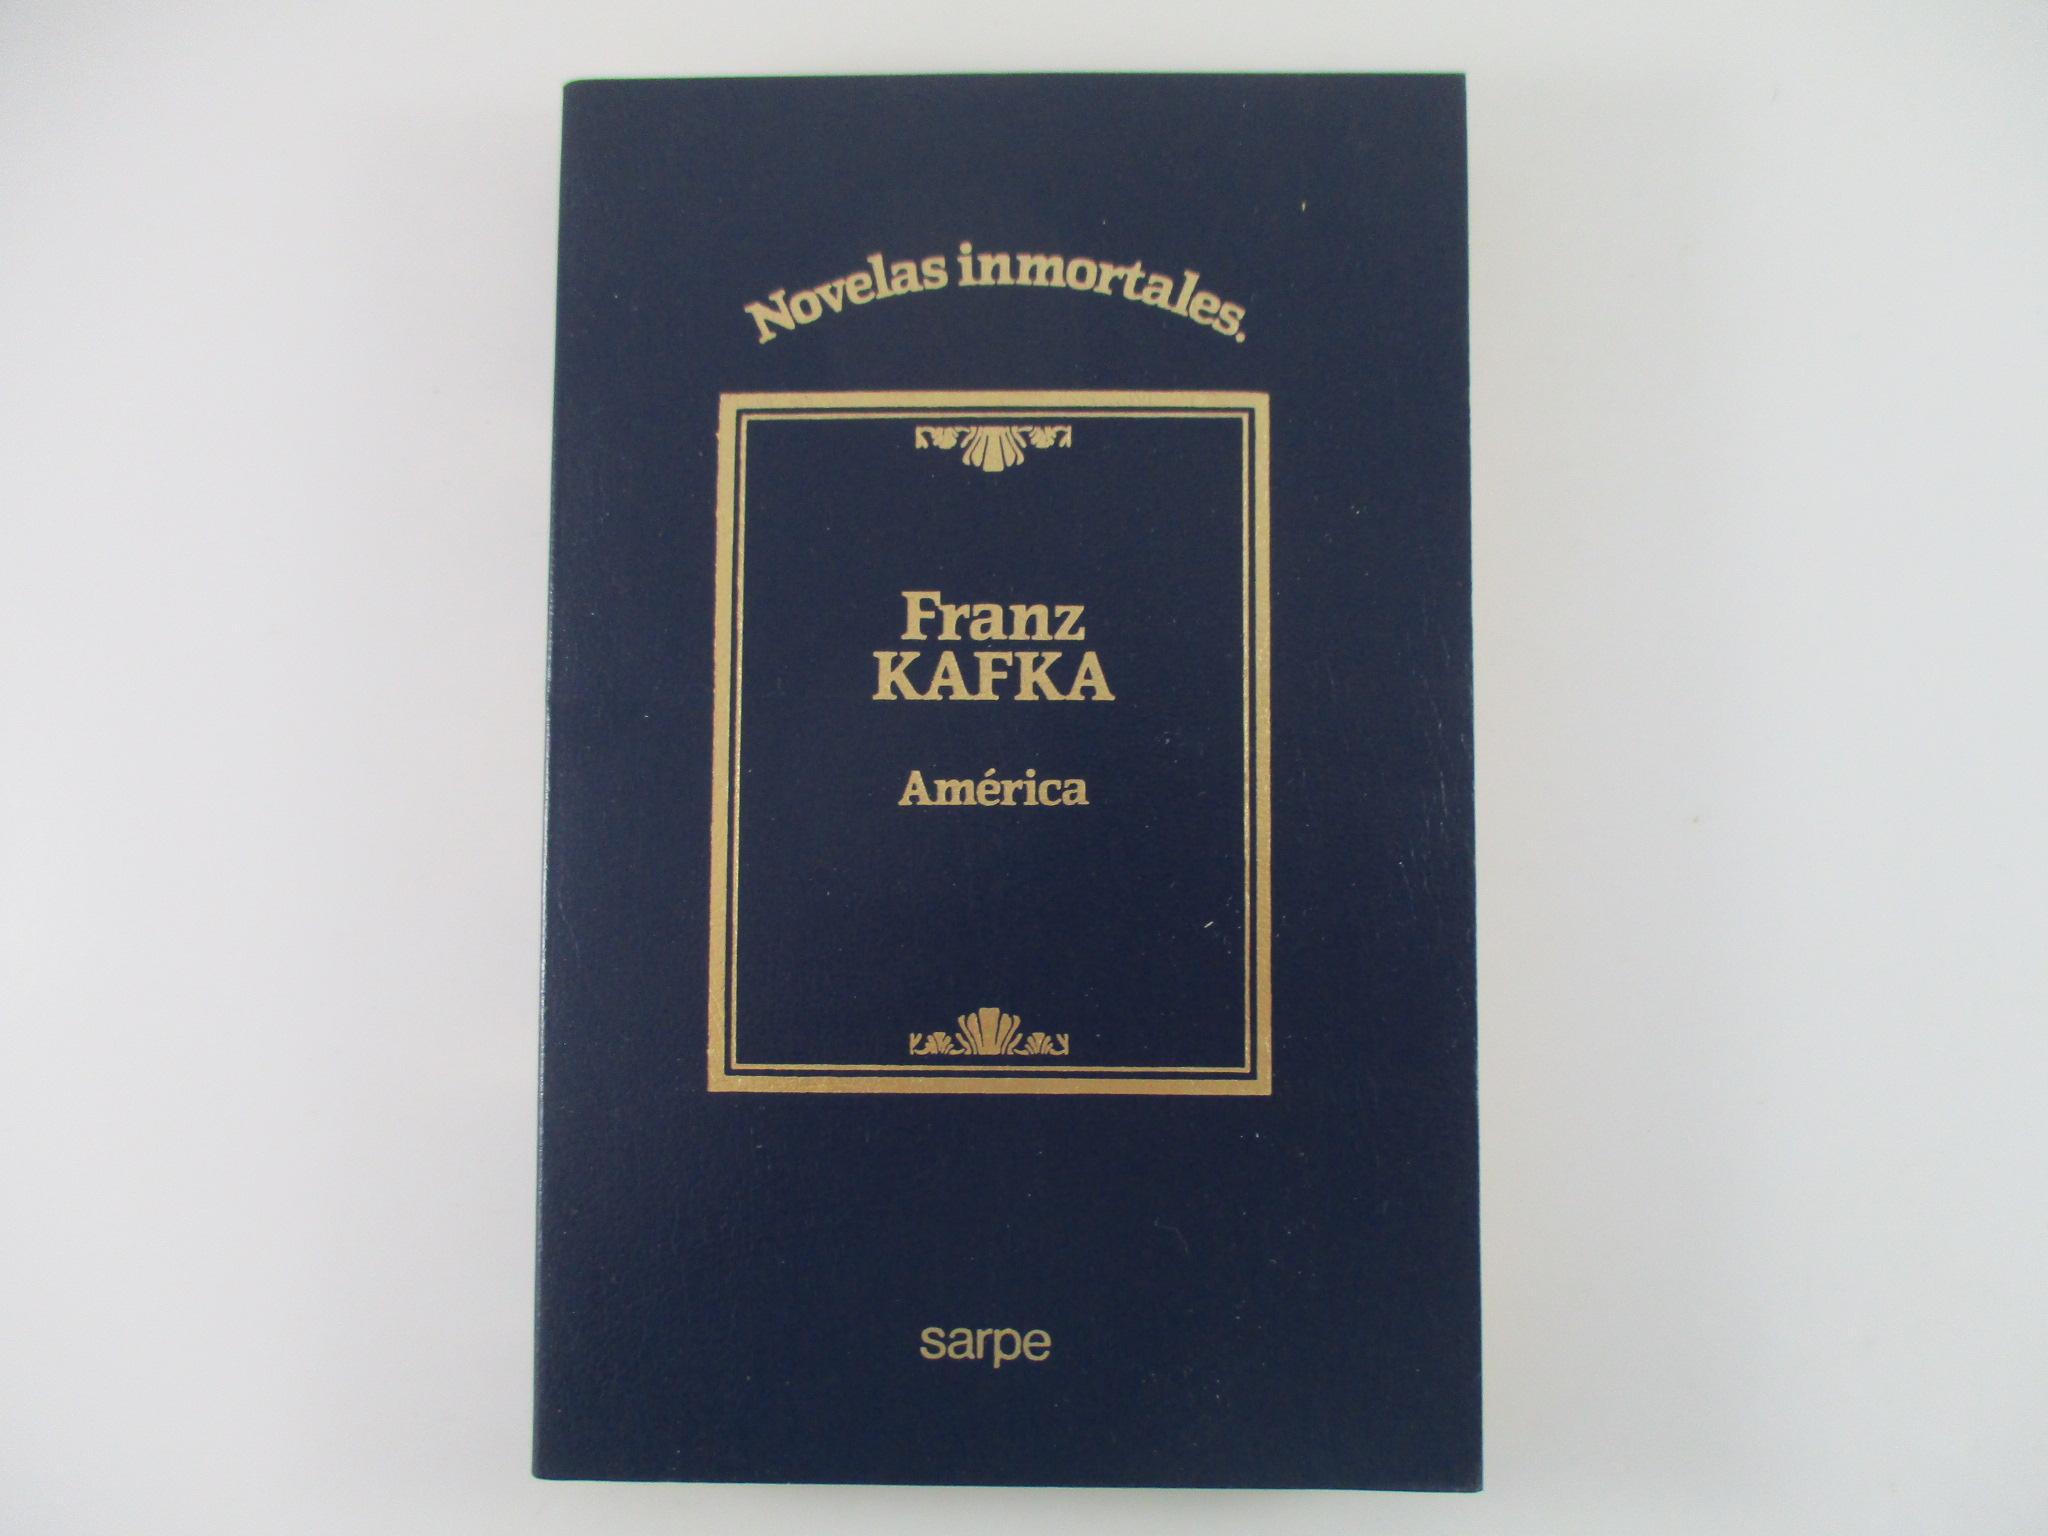 Novelas inmortales.
Franz
KAFKA
América
sarpe